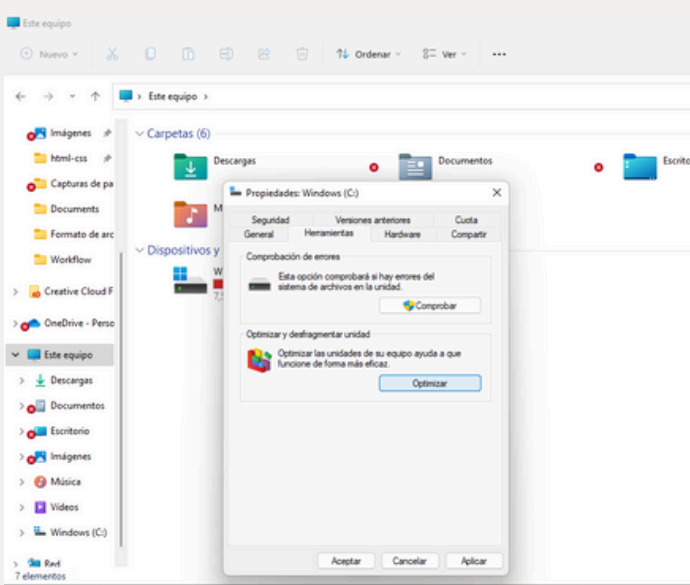 Este equipo
Nuevo
Ordenar
Ver
Este equipo
Imágenes
html-css
Capturas de pa
Documents
Formato de arc
Workflow
Creative Cloud F
OneDrive - Perso
Este equipo
Descargas
Documentos
Escritorio
Imágenes
Música
Vídeos
Windows (C:)
Red
7 elementos
Carpetas (6)
Descargas
Documentos
Escrito
M
Dispositivos y
W
7,
Propiedades: Windows (C:)
Seguridad Versiones anteriores Cuota
General Herramientas Hardware Compartir
Comprobación de errores
Esta opción comprobará si hay errores del
sistema de archivos en la unidad.
Comprobar
Optimizar y desfragmentar unidad
Optimizar las unidades de su equipo ayuda a que
funcione de forma más eficaz.
Optimizar
Aceptar Cancelar Aplicar